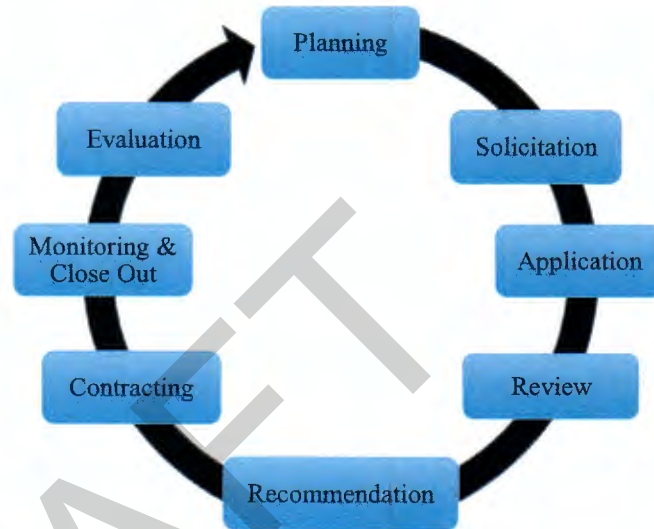 Planning
Solicitation
Application
Review
Recommendation
Contracting
Monitoring &
Close Out
Evaluation